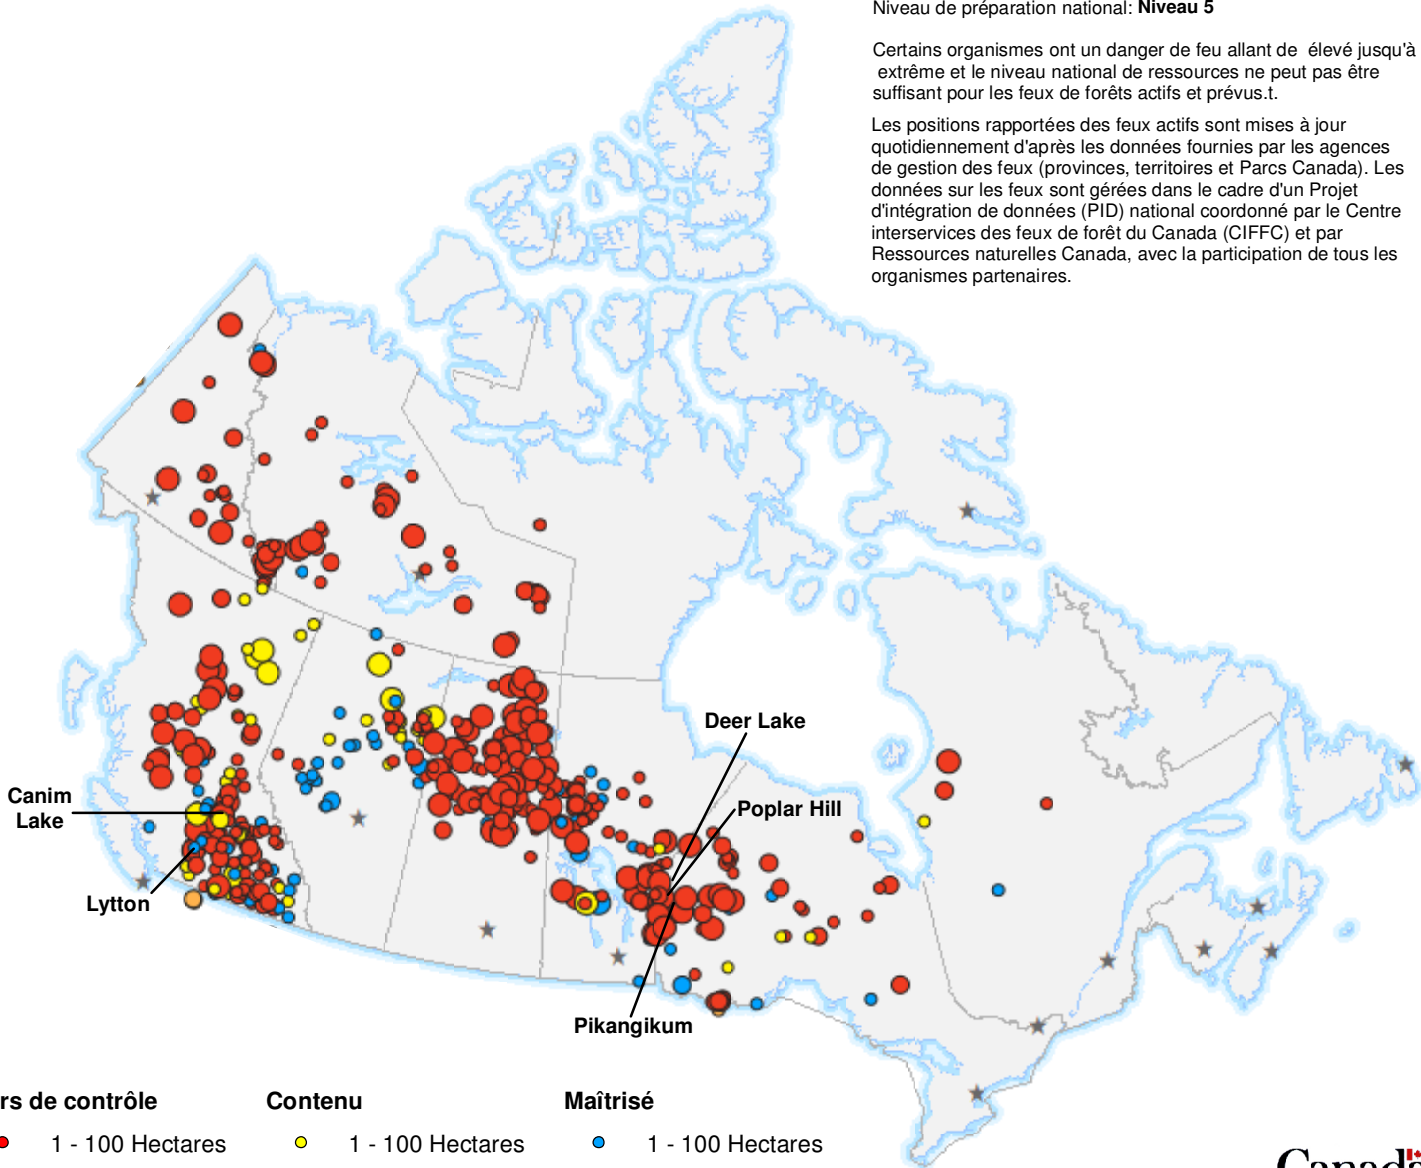 Niveau de préparation national: Niveau 5
Certains organismes ont un danger de feu allant de  élevé jusqu'à
extrême et le niveau national de ressources ne peut pas être
suffisant pour les feux de forêts actifs et prévus.t.
Les positions rapportées des feux actifs sont mises à jour
quotidiennement d'après les données fournies par les agences
de gestion des feux (provinces, territoires et Parcs Canada). Les
données sur les feux sont gérées dans le cadre d'un Projet
d'intégration de données (PID) national coordonné par le Centre
interservices des feux de forêt du Canada (CIFFC) et par
Ressources naturelles Canada, avec la participation de tous les
organismes partenaires.
Deer Lake
Poplar Hill
Canim
Lake
Lytton
Pikangikum
rs de contrôle
Contenu
Maîtrisé
1 - 100 Hectares
1 - 100 Hectares
1 - 100 Hectares
Canada